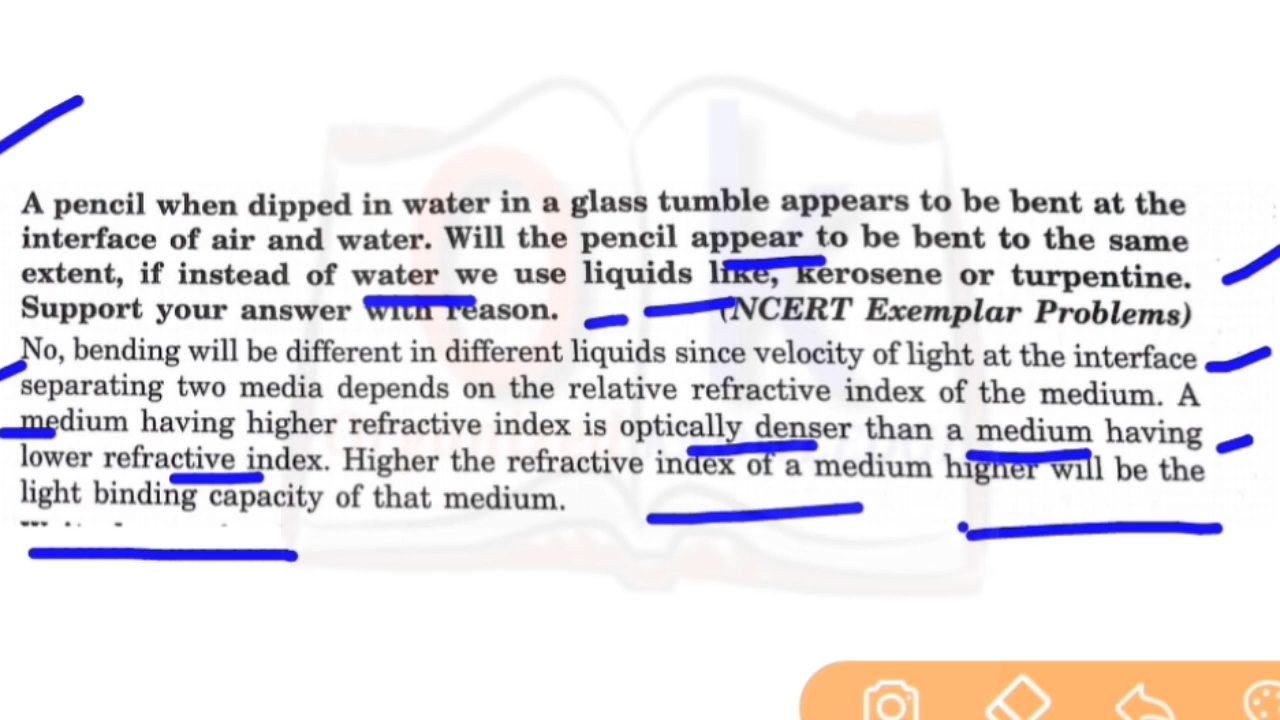 A pencil when dipped in water in a glass tumble appears to be bent at the
interface of air and water. Will the pencil appear to be bent to the same
extent, if instead of water we use liquids like, kerosene or turpentine.
Support your answer with reason. (NCERT Exemplar Problems)
No, bending will be different in different liquids since velocity of light at the interface
separating two media depends on the relative refractive index of the medium. A
medium having higher refractive index is optically denser than a medium having
lower refractive index. Higher the refractive index of a medium higher will be the
light binding capacity of that medium.